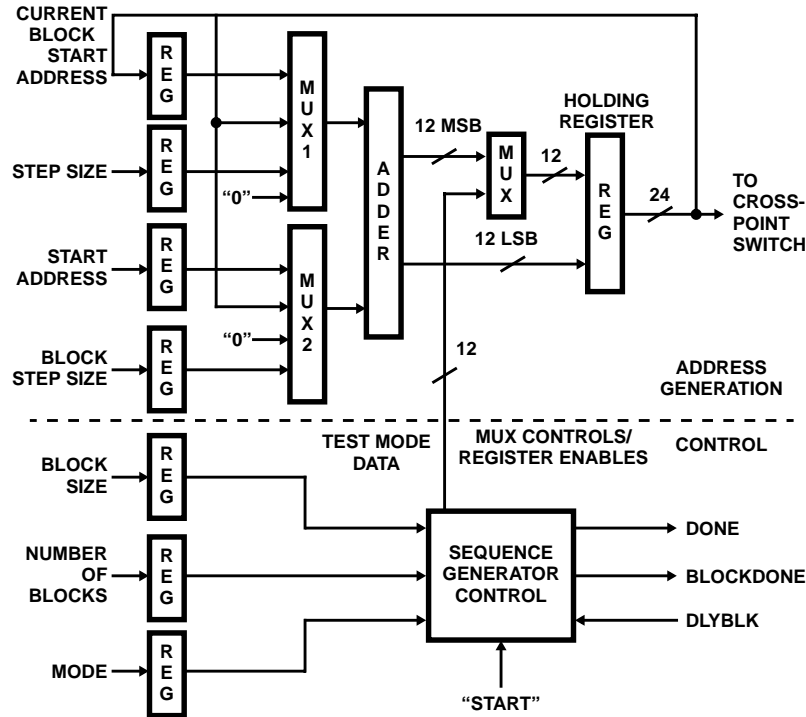 CURRENT
BLOCK
START
ADDRESS
REG
MUX1
STEP SIZE
REG
"0"
START
ADDRESS
REG
MUX2
"0"
BLOCK
STEP SIZE
REG
ADDER
12 MSB
MUX
12
HOLDING
REGISTER
REG
24
TO
CROSS-
POINT
SWITCH
12 LSB
12
ADDRESS
GENERATION
TEST MODE
DATA
MUX CONTROLS/
REGISTER ENABLES
CONTROL
BLOCK
SIZE
REG
NUMBER
OF
BLOCKS
REG
MODE
REG
SEQUENCE
GENERATOR
CONTROL
DONE
BLOCKDONE
DLYBLK
"START"